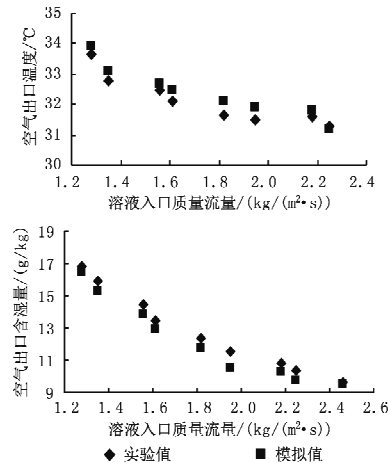 空气出口温度/℃
35
34
33
32
31
30
1.2 1.4 1.6 1.8 2.0 2.2 2.4
溶液入口质量流量/(kg/(m²•s))
空气出口含湿量/(g/kg)
19
17
15
13
11
9
1.2 1.4 1.6 1.8 2.0 2.2 2.4 2.6
溶液入口质量流量/(kg/(m²•s))
◆ 实验值 ■ 模拟值